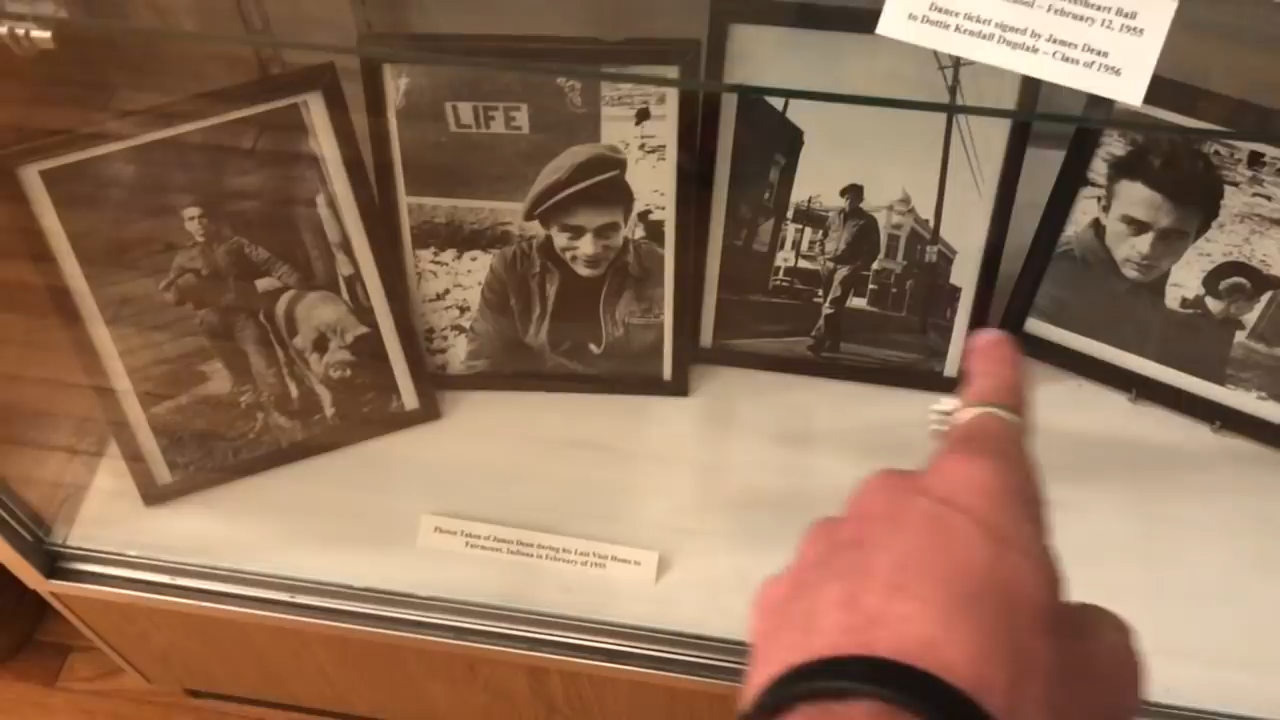 Ball
– February 12, 1955
Dance ticket signed by James Dean
to Dottie Kendall Dugdale – Class of 1956
LIFE
Photos Taken of James Dean during his Last Visit Home to
Fairmount, Indiana in February of 1955